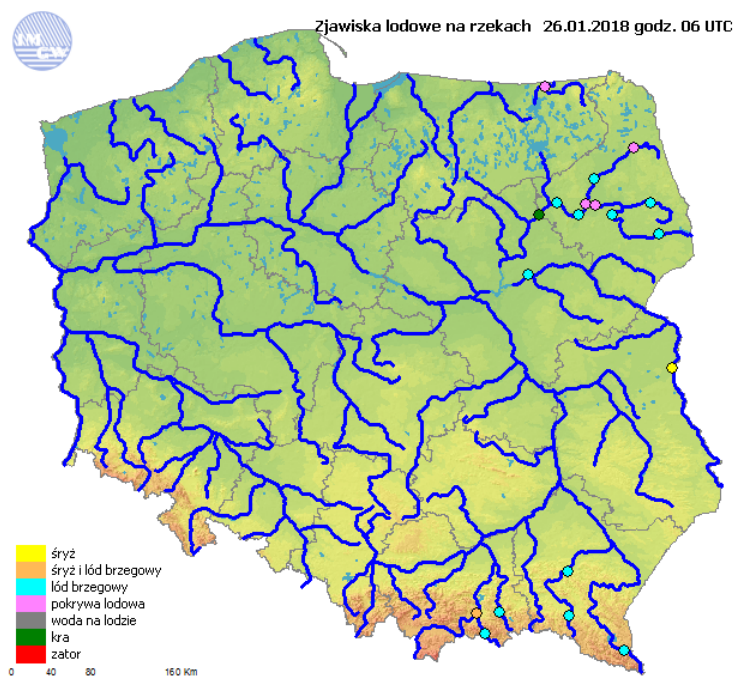 IMGW
Zjawiska lodowe na rzekach 26.01.2018 godz. 06 UTC
śryż
śryż i lód brzegowy
lód brzegowy
pokrywa lodowa
woda na lodzie
kra
zator
0 40 80 160 Km